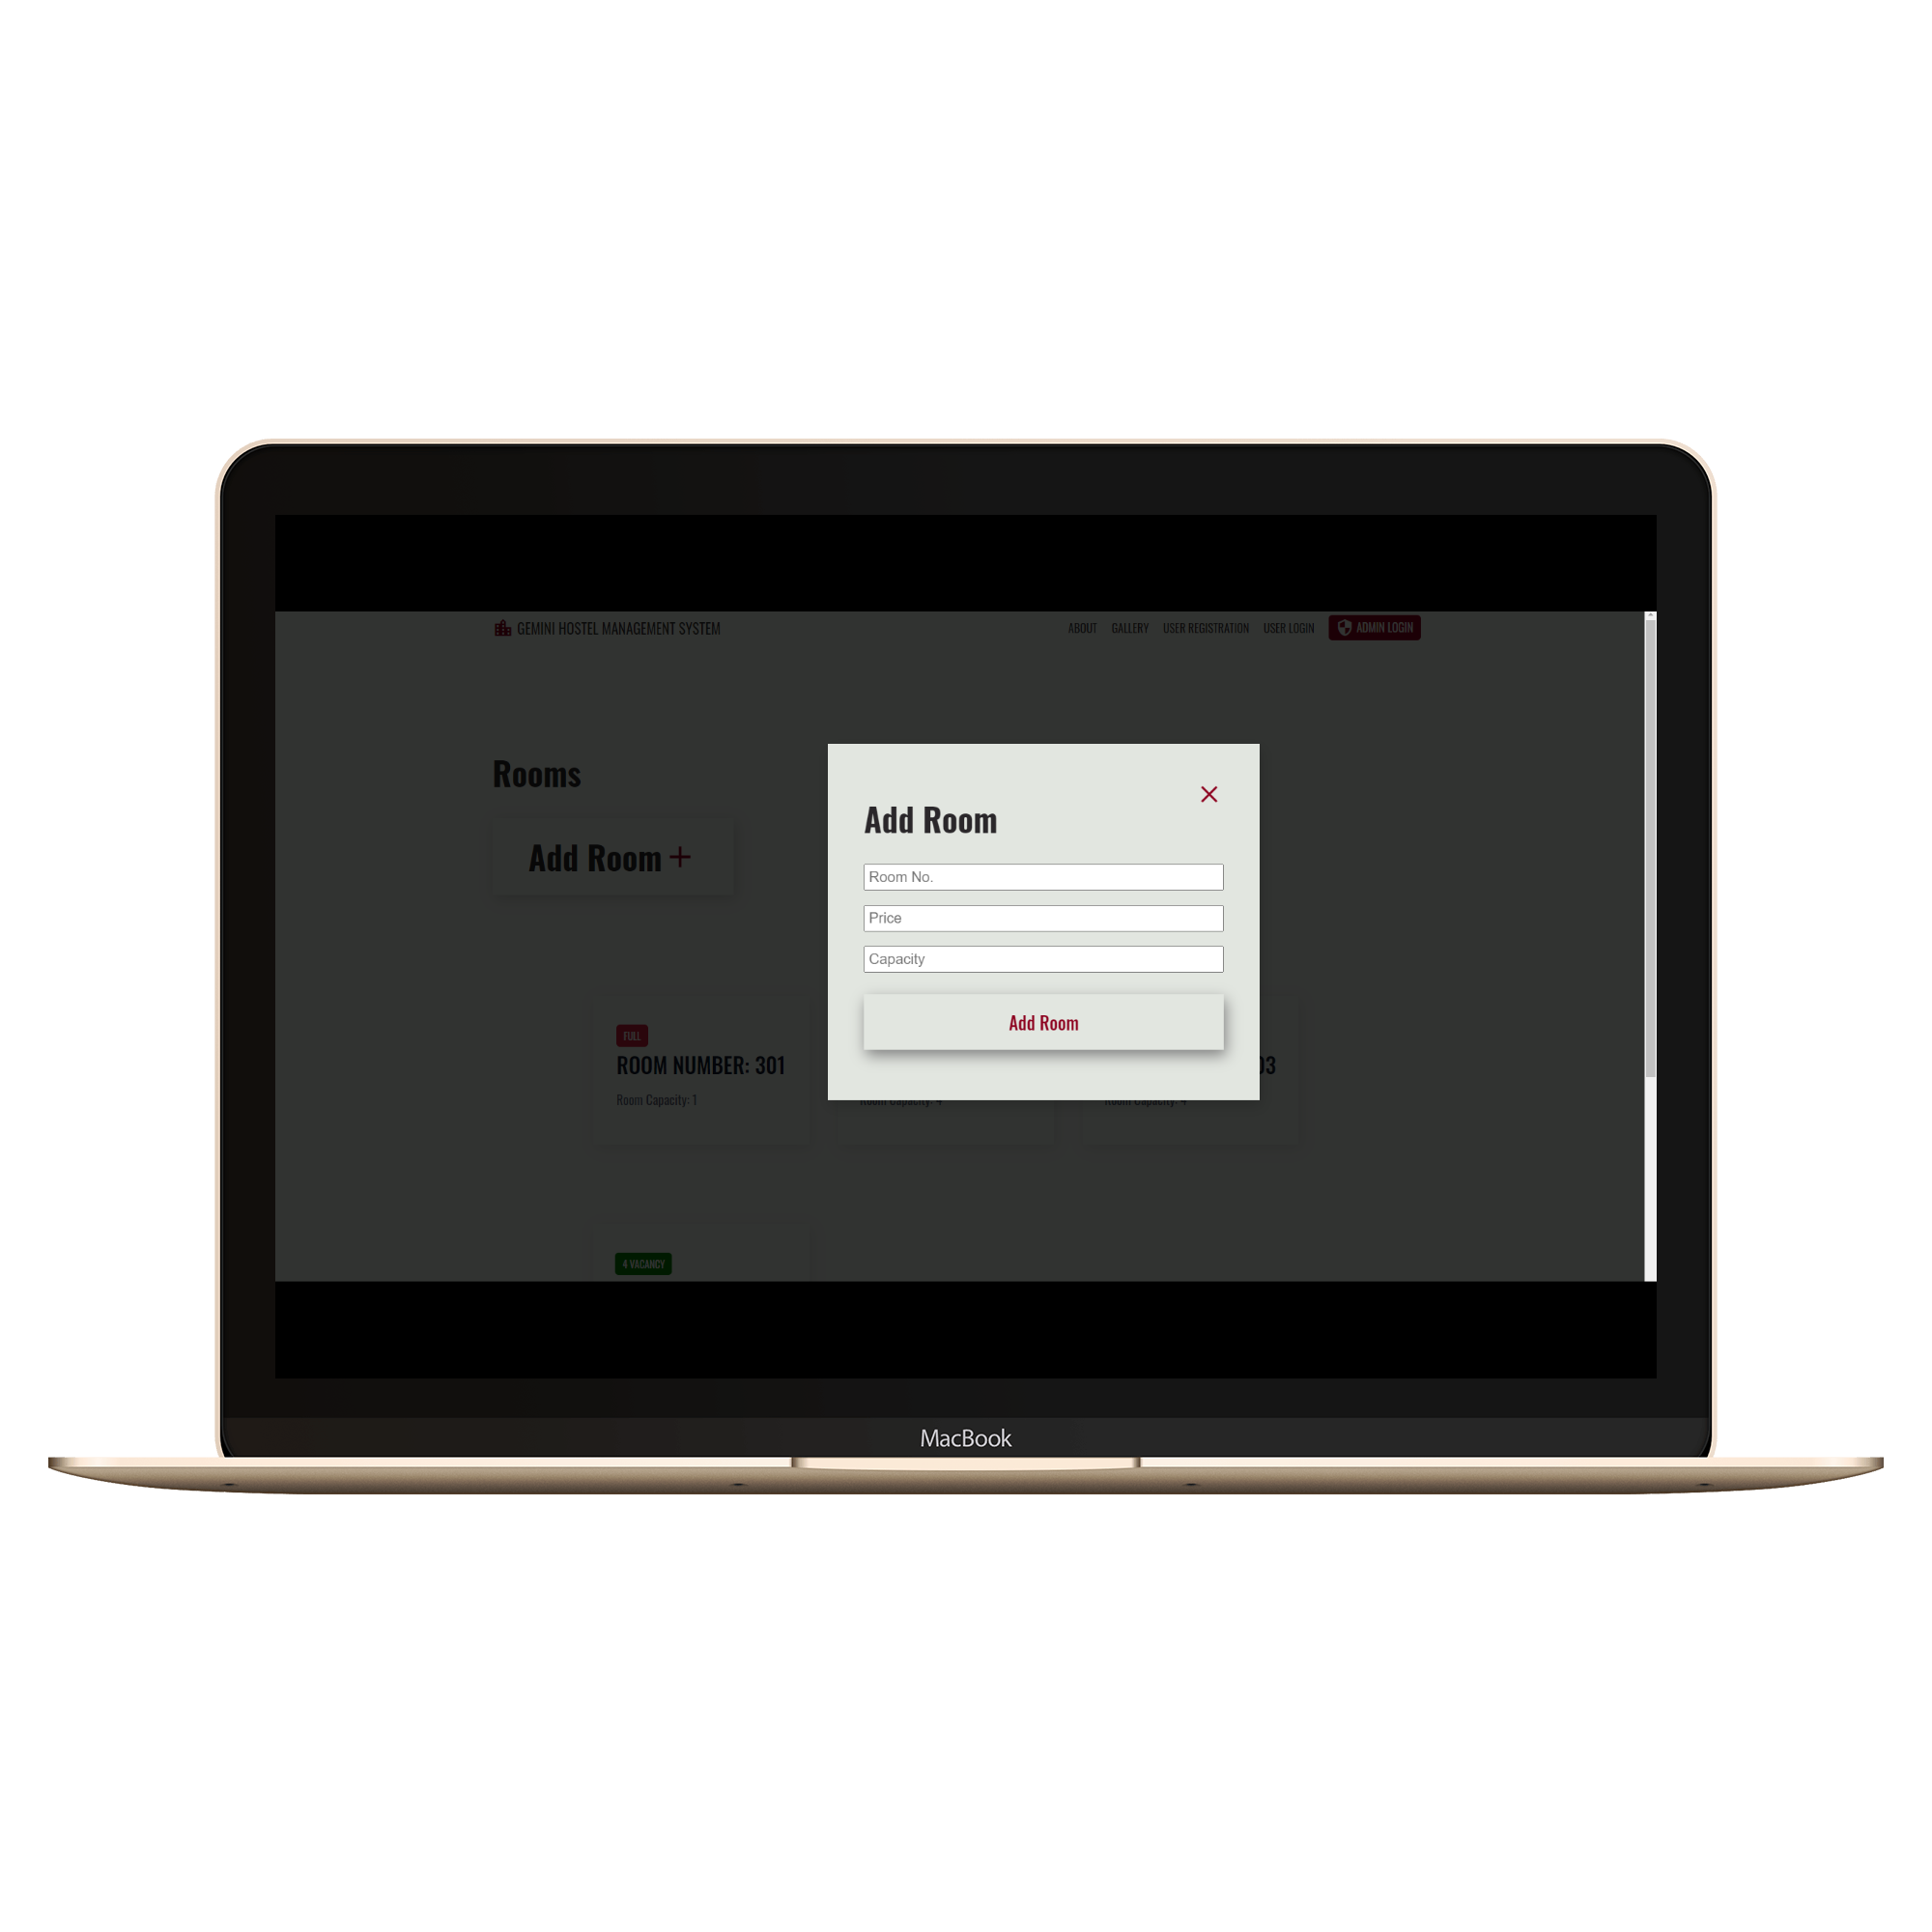 GEMINI HOSTEL MANAGEMENT SYSTEM
ABOUT GALLERY USER REGISTRATION USER LOGIN ADMIN LOGIN
Rooms
Add Room
Add Room
Room No.
Price
Capacity
Add Room
FULL
ROOM NUMBER: 301
03
Room Capacity: 1
Room Capacity: 4
Room Capacity: 4
4 VACANCY
MacBook